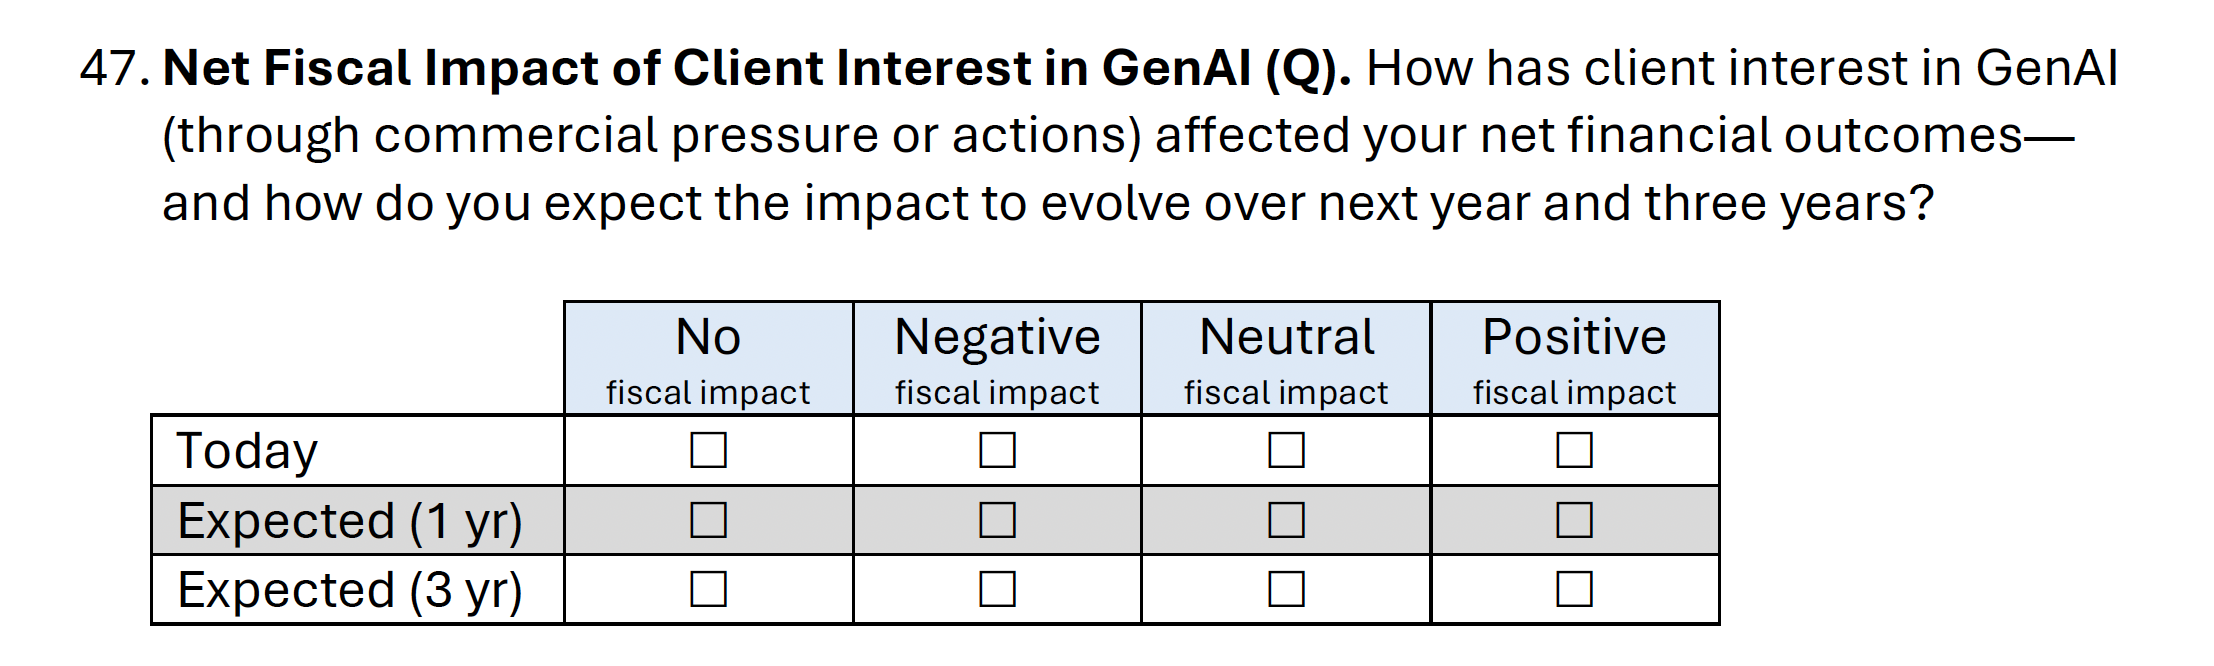 47. Net Fiscal Impact of Client Interest in GenAI (Q). How has client interest in GenAI
(through commercial pressure or actions) affected your net financial outcomes—
and how do you expect the impact to evolve over next year and three years?
No Negative Neutral Positive
fiscal impact fiscal impact fiscal impact fiscal impact
Today ☐ ☐ ☐ ☐
Expected (1 yr) ☐ ☐ ☐ ☐
Expected (3 yr) ☐ ☐ ☐ ☐